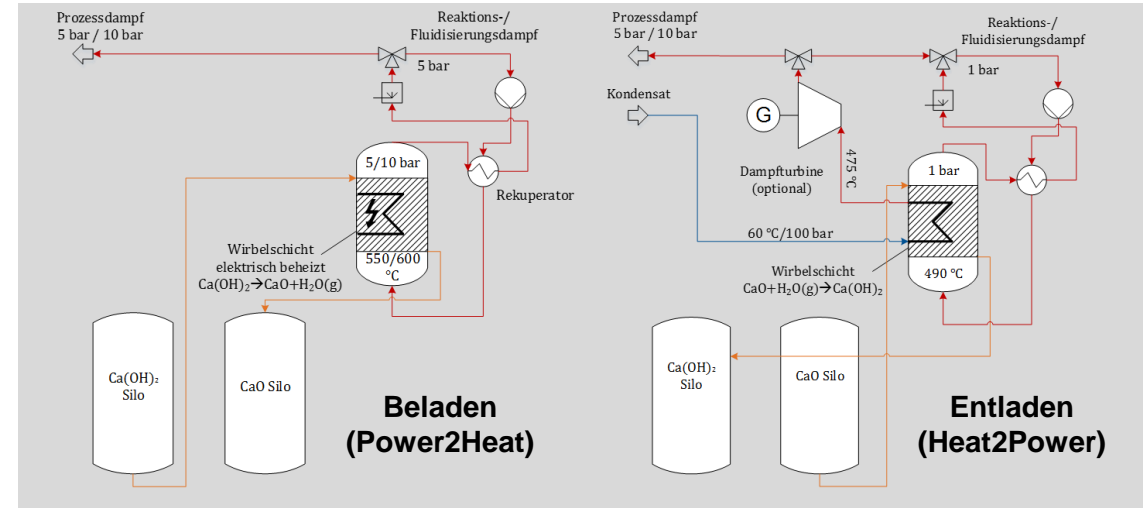 Prozessdampf
5 bar / 10 bar
Reaktions-/
Fluidisierungsdampf
5 bar
5/10 bar
Rekuperator
Wirbelschicht
elektrisch beheizt
Ca(OH)₂→CaO+H₂O(g)
550/600
°C
Ca(OH)₂
Silo
CaO Silo
Beladen
(Power2Heat)
Prozessdampf
5 bar / 10 bar
Reaktions-/
Fluidisierungsdampf
1 bar
Kondensat
G
475 °C
Dampfturbine
(optional)
1 bar
60 °C/100 bar
Wirbelschicht
CaO+H₂O(g)→Ca(OH)₂
490 °C
Ca(OH)₂
Silo
CaO Silo
Entladen
(Heat2Power)